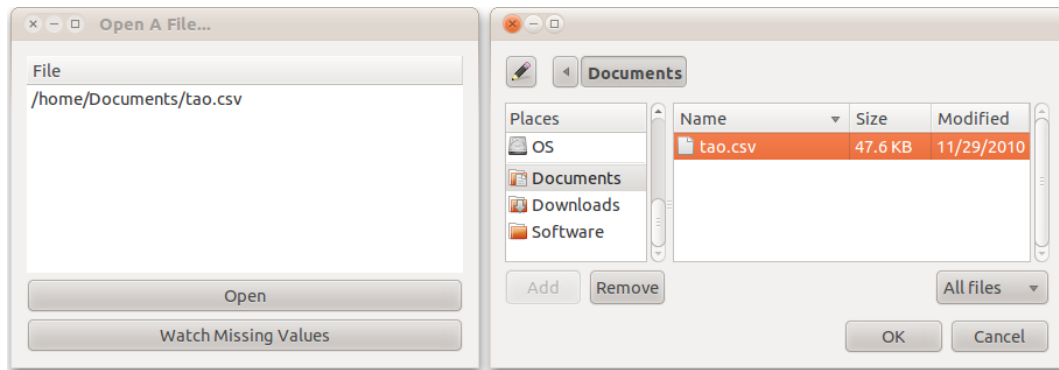 Open A File...
File
/home/Documents/tao.csv
Open
Watch Missing Values
Documents
Places
OS
Documents
Downloads
Software
Name Size Modified
tao.csv 47.6 KB 11/29/2010
Add Remove
All files
OK Cancel